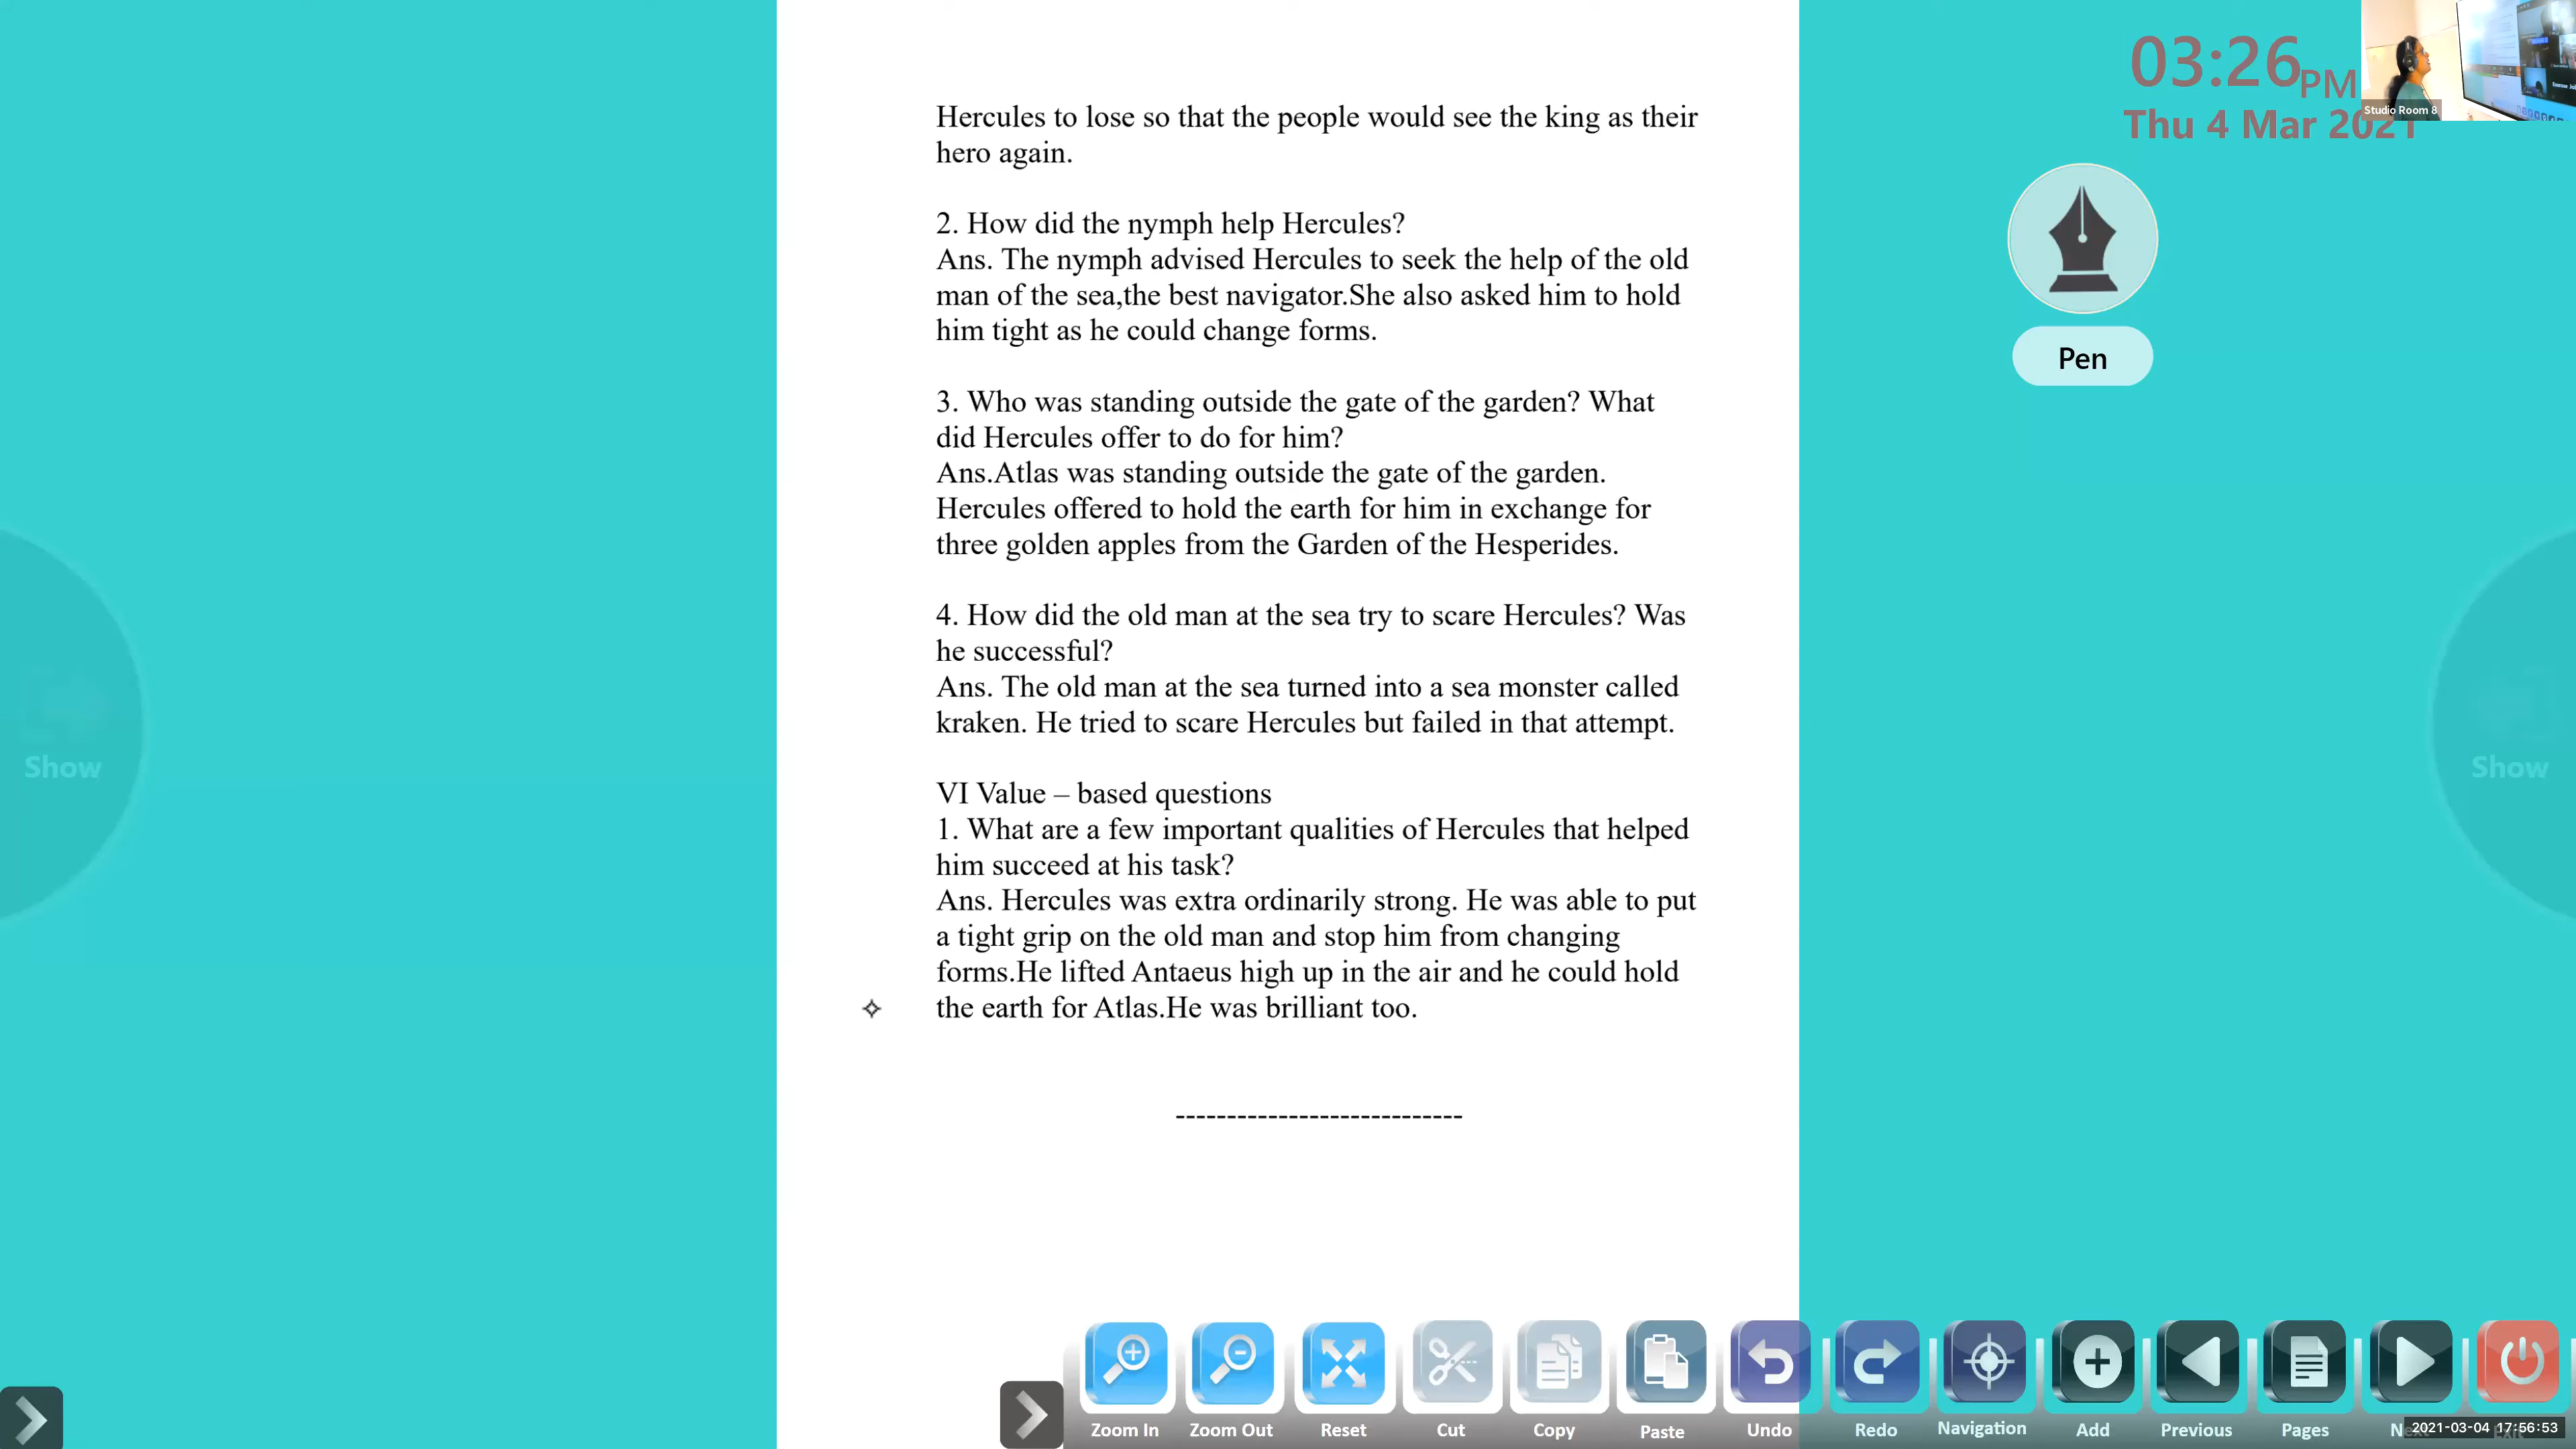 03:26 PM
Thu 4 Mar 2021
Studio Room 8
Pen
Hercules to lose so that the people would see the king as their
hero again.
2. How did the nymph help Hercules?
Ans. The nymph advised Hercules to seek the help of the old
man of the sea,the best navigator.She also asked him to hold
him tight as he could change forms.
3. Who was standing outside the gate of the garden? What
did Hercules offer to do for him?
Ans.Atlas was standing outside the gate of the garden.
Hercules offered to hold the earth for him in exchange for
three golden apples from the Garden of the Hesperides.
4. How did the old man at the sea try to scare Hercules? Was
he successful?
Ans. The old man at the sea turned into a sea monster called
kraken. He tried to scare Hercules but failed in that attempt.
VI Value – based questions
1. What are a few important qualities of Hercules that helped
him succeed at his task?
Ans. Hercules was extra ordinarily strong. He was able to put
a tight grip on the old man and stop him from changing
forms.He lifted Antaeus high up in the air and he could hold
the earth for Atlas.He was brilliant too.
----------------------------
Show
Show
Zoom In Zoom Out Reset Cut Copy Paste Undo Redo Navigation Add Previous Pages
2021-03-04 17:56:53